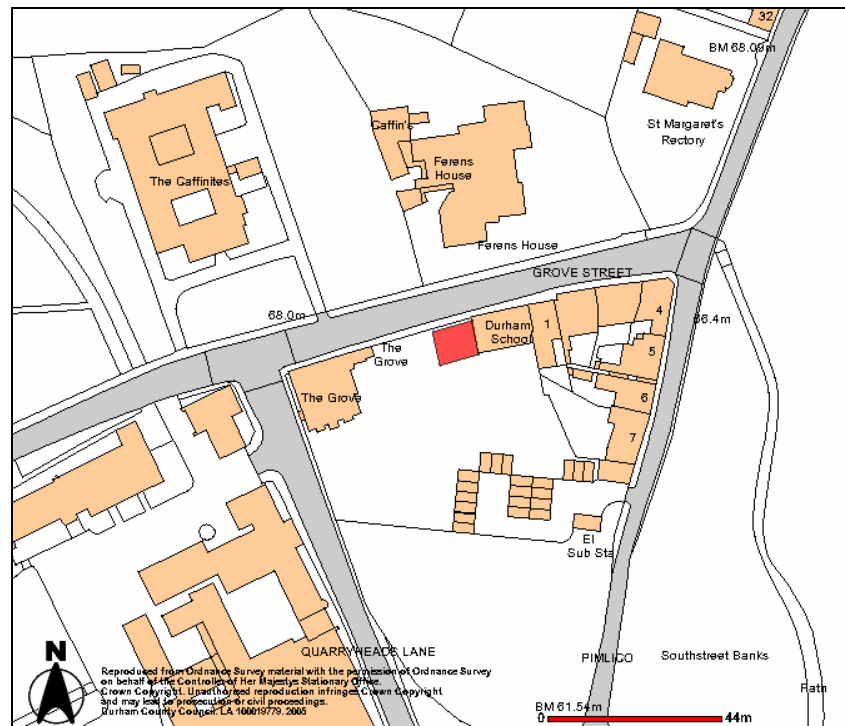 32
BM 68.09m
St Margaret's
Rectory
Caffin's
Ferens
House
The Caffinites
Ferens House
GROVE STREET
68.0m
Durham
School
1
4
66.4m
The
Grove
5
The Grove
6
7
El
Sub Sta
QUARRYHEADS LANE
PIMLICO
Southstreet Banks
Path
N
Reproduced from Ordnance Survey material with the permission of Ordnance Survey
on behalf of the Controller of Her Majestys Stationary Office.
Crown Copyright. Unauthorised reproduction infringes Crown Copyright
and may lead to prosecution or civil proceedings.
Durham County Council. LA 100019779. 2005
BM 61.54m
0
44m